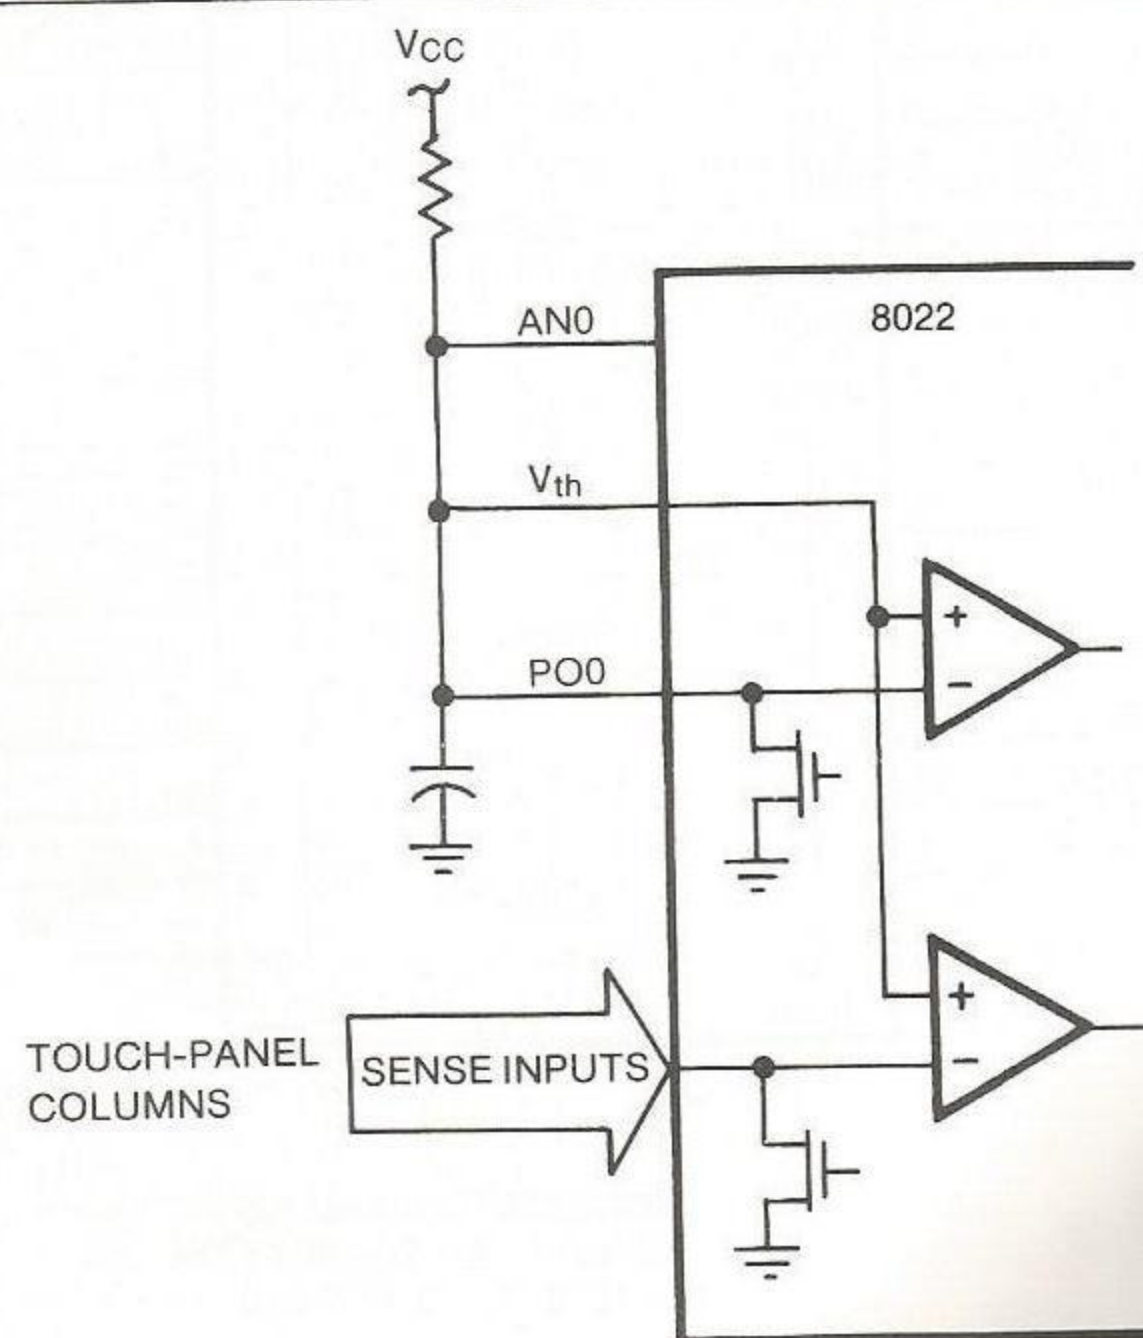 VCC
AN0
8022
Vth
PO0
+
−
+
−
TOUCH-PANEL
COLUMNS
SENSE INPUTS